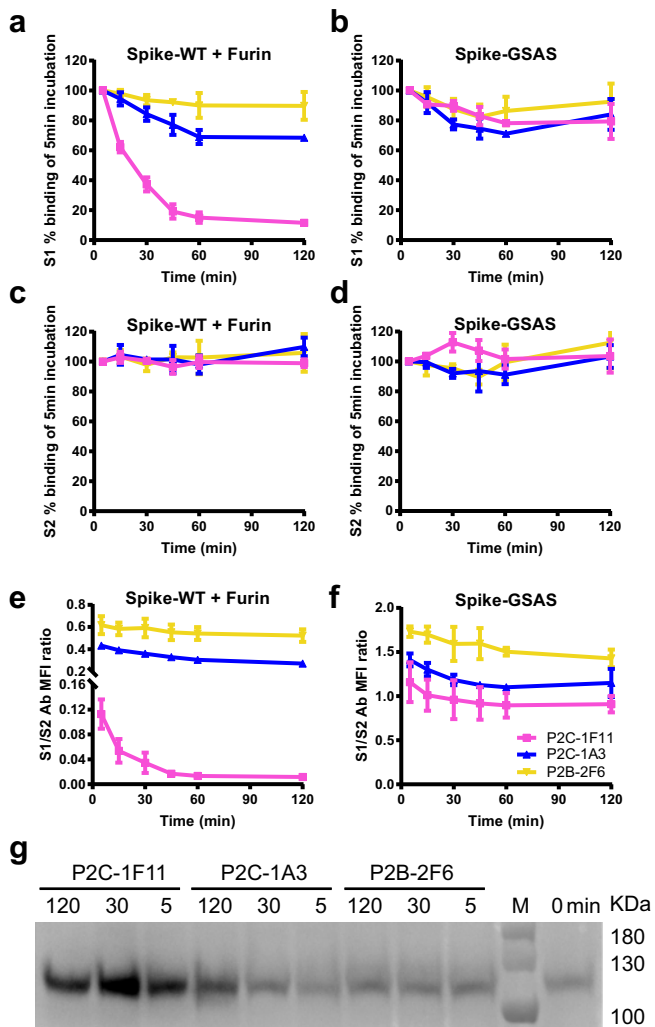 a
Spike-WT + Furin
S1 % binding of 5min incubation
120
100
80
60
40
20
0
0 30 60 90 120
Time (min)
b
Spike-GSAS
S1 % binding of 5min incubation
120
100
80
60
40
20
0
0 30 60 90 120
Time (min)
c
Spike-WT + Furin
S2 % binding of 5min incubation
120
100
80
60
40
20
0
0 30 60 90 120
Time (min)
d
Spike-GSAS
S2 % binding of 5min incubation
120
100
80
60
40
20
0
0 30 60 90 120
Time (min)
e
Spike-WT + Furin
S1/S2 Ab MFI ratio
0.8
0.6
0.4
0.2
0.16
0.12
0.08
0.04
0.00
0 30 60 90 120
Time (min)
f
Spike-GSAS
S1/S2 Ab MFI ratio
2.0
1.5
1.0
0.5
0.0
0 30 60 90 120
Time (min)
P2C-1F11
P2C-1A3
P2B-2F6
g
P2C-1F11 P2C-1A3 P2B-2F6
120 30 5 120 30 5 120 30 5 M 0 min KDa
180
130
100